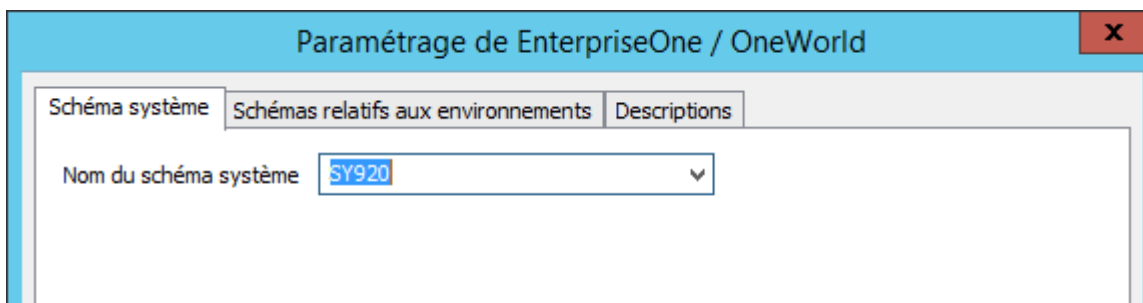 Paramétrage de EnterpriseOne / OneWorld
x
Schéma système Schémas relatifs aux environnements Descriptions
Nom du schéma système SY920